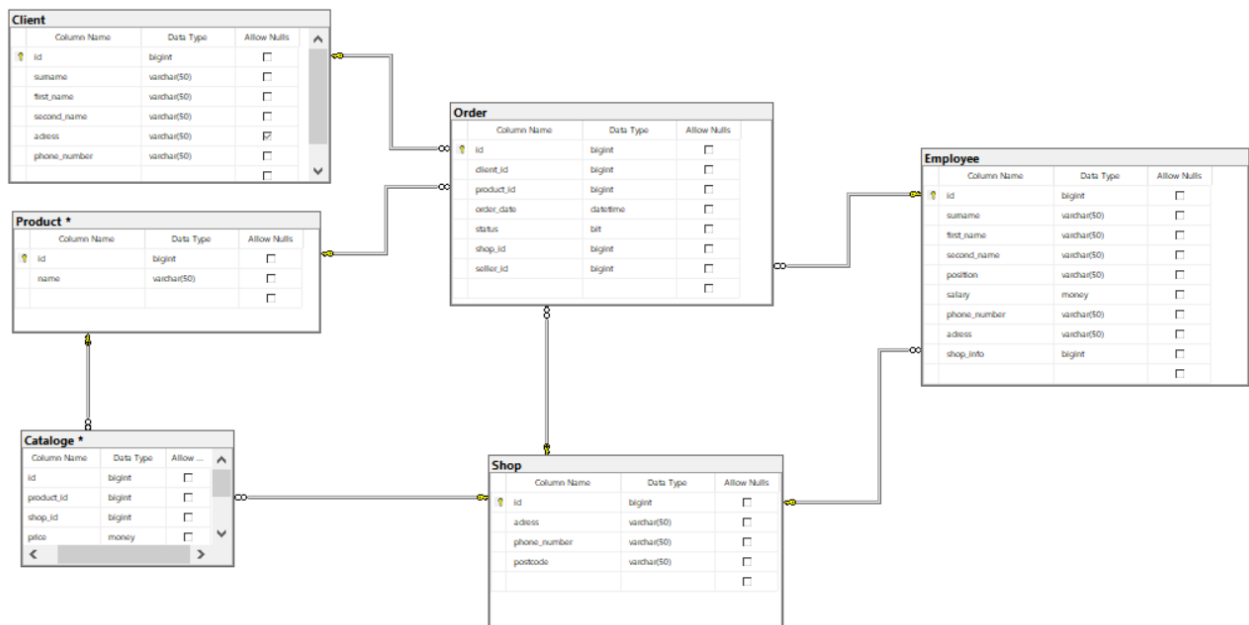 Client
Column Name Data Type Allow Nulls
id bigint
surname varchar(50)
first_name varchar(50)
second_name varchar(50)
adress varchar(50)
phone_number varchar(50)
Product *
Column Name Data Type Allow Nulls
id bigint
name varchar(50)
Cataloge *
Column Name Data Type Allow ...
id bigint
product_id bigint
shop_id bigint
price money
Order
Column Name Data Type Allow Nulls
id bigint
client_id bigint
product_id bigint
order_date datetime
status bit
shop_id bigint
seller_id bigint
Shop
Column Name Data Type Allow Nulls
id bigint
adress varchar(50)
phone_number varchar(50)
postcode varchar(50)
Employee
Column Name Data Type Allow Nulls
id bigint
surname varchar(50)
first_name varchar(50)
second_name varchar(50)
position varchar(50)
salary money
phone_number varchar(50)
adress varchar(50)
shop_info bigint